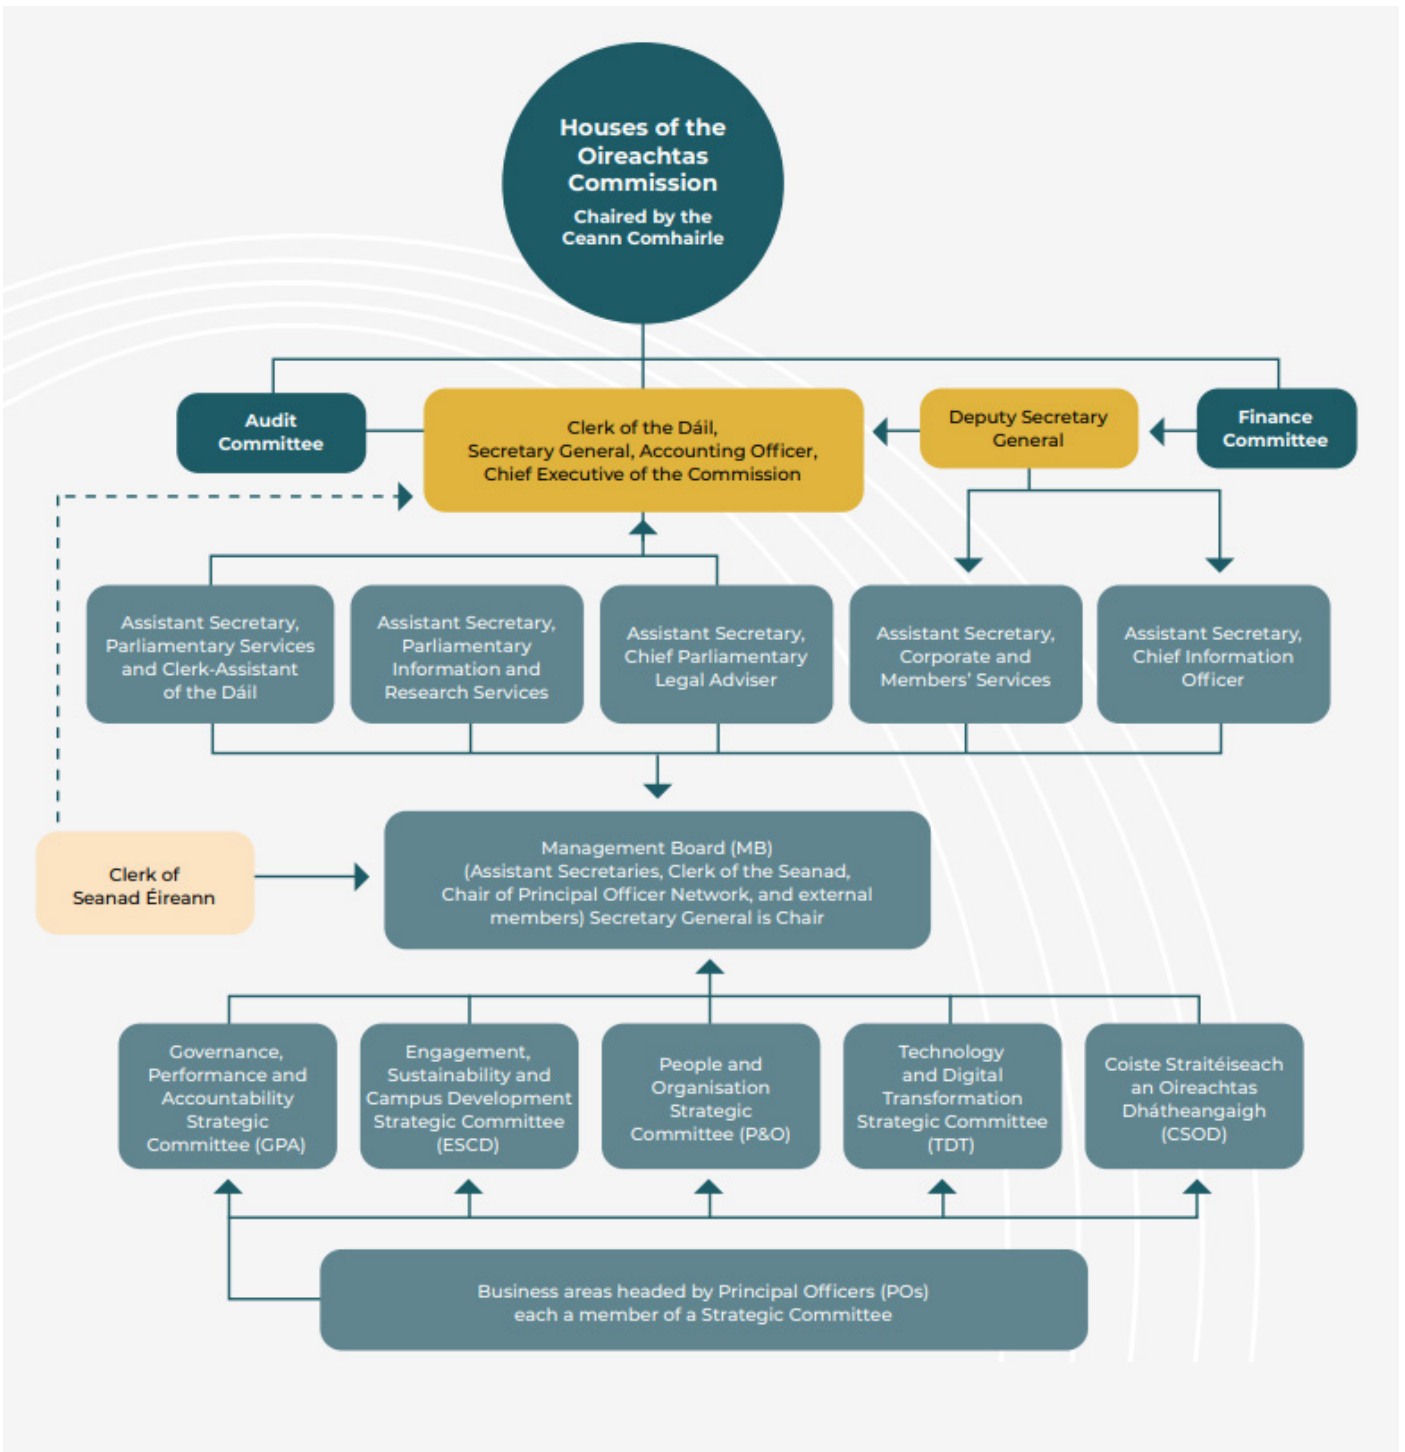 Houses of the
Oireachtas
Commission
Chaired by the
Ceann Comhairle
Audit
Committee
Clerk of the Dáil,
Secretary General, Accounting Officer,
Chief Executive of the Commission
Deputy Secretary
General
Finance
Committee
Assistant Secretary,
Parliamentary Services
and Clerk-Assistant
of the Dáil
Assistant Secretary,
Parliamentary
Information and
Research Services
Assistant Secretary,
Chief Parliamentary
Legal Adviser
Assistant Secretary,
Corporate and
Members’ Services
Assistant Secretary,
Chief Information
Officer
Clerk of
Seanad Éireann
Management Board (MB)
(Assistant Secretaries, Clerk of the Seanad,
Chair of Principal Officer Network, and external
members) Secretary General is Chair
Governance,
Performance and
Accountability
Strategic
Committee (GPA)
Engagement,
Sustainability and
Campus Development
Strategic Committee
(ESCD)
People and
Organisation
Strategic
Committee (P&O)
Technology
and Digital
Transformation
Strategic Committee
(TDT)
Coiste Straitéiseach
an Oireachtas
Dhátheangaigh
(CSOD)
Business areas headed by Principal Officers (POs)
each a member of a Strategic Committee